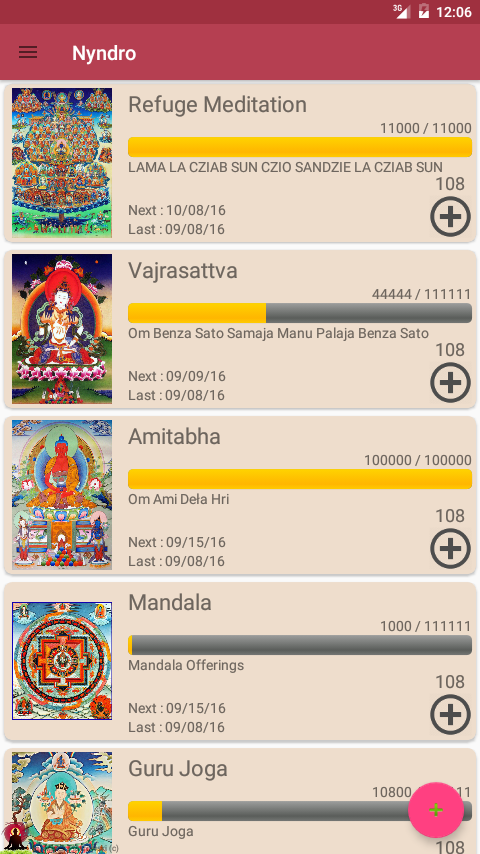 3G 12:06
Nyndro
Refuge Meditation
11000 / 11000
LAMA LA CZIAB SUN CZIO SANDZIE LA CZIAB SUN
108
Next : 10/08/16
Last : 09/08/16
Vajrasattva
44444 / 111111
Om Benza Sato Samaja Manu Palaja Benza Sato
108
Next : 09/09/16
Last : 09/08/16
Amitabha
100000 / 100000
Om Ami Deła Hri
108
Next : 09/15/16
Last : 09/08/16
Mandala
1000 / 111111
Mandala Offerings
108
Next : 09/15/16
Last : 09/08/16
Guru Joga
10800
Guru Joga
108
(c)